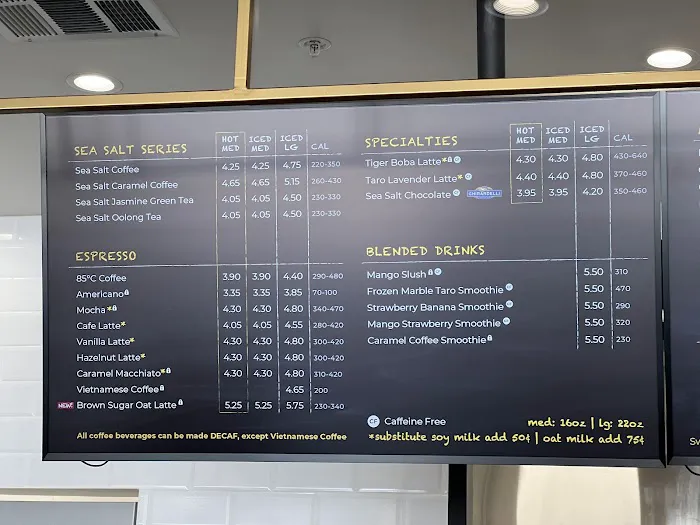 SEA SALT SERIES HOT MED ICED MED ICED LG CAL
Sea Salt Coffee 4.25 4.25 4.75 220-350
Sea Salt Caramel Coffee 4.65 4.65 5.15 260-430
Sea Salt Jasmine Green Tea 4.05 4.05 4.50 230-330
Sea Salt Oolong Tea 4.05 4.05 4.50 230-330
ESPRESSO
85°C Coffee 3.90 3.90 4.40 290-480
Americano 3.35 3.35 3.85 70-100
Mocha* 4.30 4.30 4.80 340-470
Cafe Latte* 4.05 4.05 4.55 280-420
Vanilla Latte* 4.30 4.30 4.80 300-420
Hazelnut Latte* 4.30 4.30 4.80 300-420
Caramel Macchiato* 4.30 4.30 4.80 310-420
Vietnamese Coffee 4.65 200
NEW! Brown Sugar Oat Latte 5.25 5.25 5.75 230-340
All coffee beverages can be made DECAF, except Vietnamese Coffee
SPECIALTIES HOT MED ICED MED ICED LG CAL
Tiger Boba Latte* CF 4.30 4.30 4.80 430-640
Taro Lavender Latte* CF 4.40 4.40 4.80 370-460
Sea Salt Chocolate CF GHIRARDELLI 3.95 3.95 4.20 350-460
BLENDED DRINKS
Mango Slush CF 5.50 310
Frozen Marble Taro Smoothie CF 5.50 470
Strawberry Banana Smoothie CF 5.50 290
Mango Strawberry Smoothie CF 5.50 320
Caramel Coffee Smoothie 5.50 230
CF Caffeine Free med: 16oz | lg: 22oz
*substitute soy milk add 50¢ | oat milk add 75¢
Sw